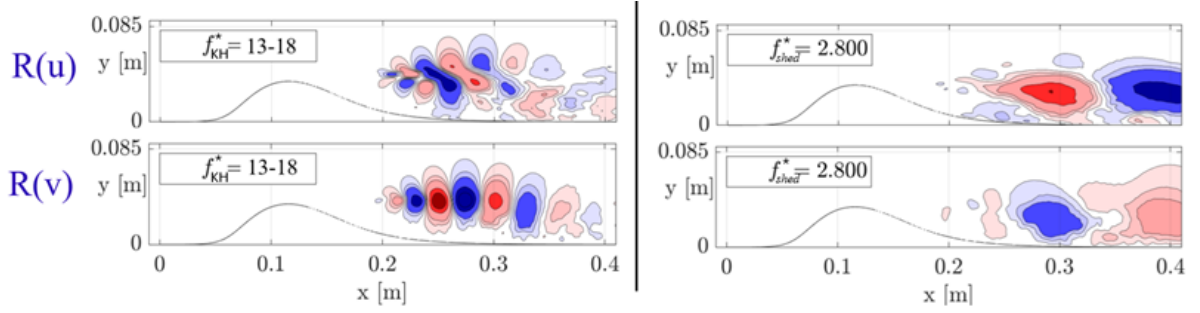 R(u)
0.085
y [m]
0
f*KH = 13-18
0.085
y [m]
0
f*shed = 2.800
R(v)
0.085
y [m]
0
f*KH = 13-18
0 0.1 0.2 0.3 0.4
x [m]
0.085
y [m]
0
f*shed = 2.800
0 0.1 0.2 0.3 0.4
x [m]